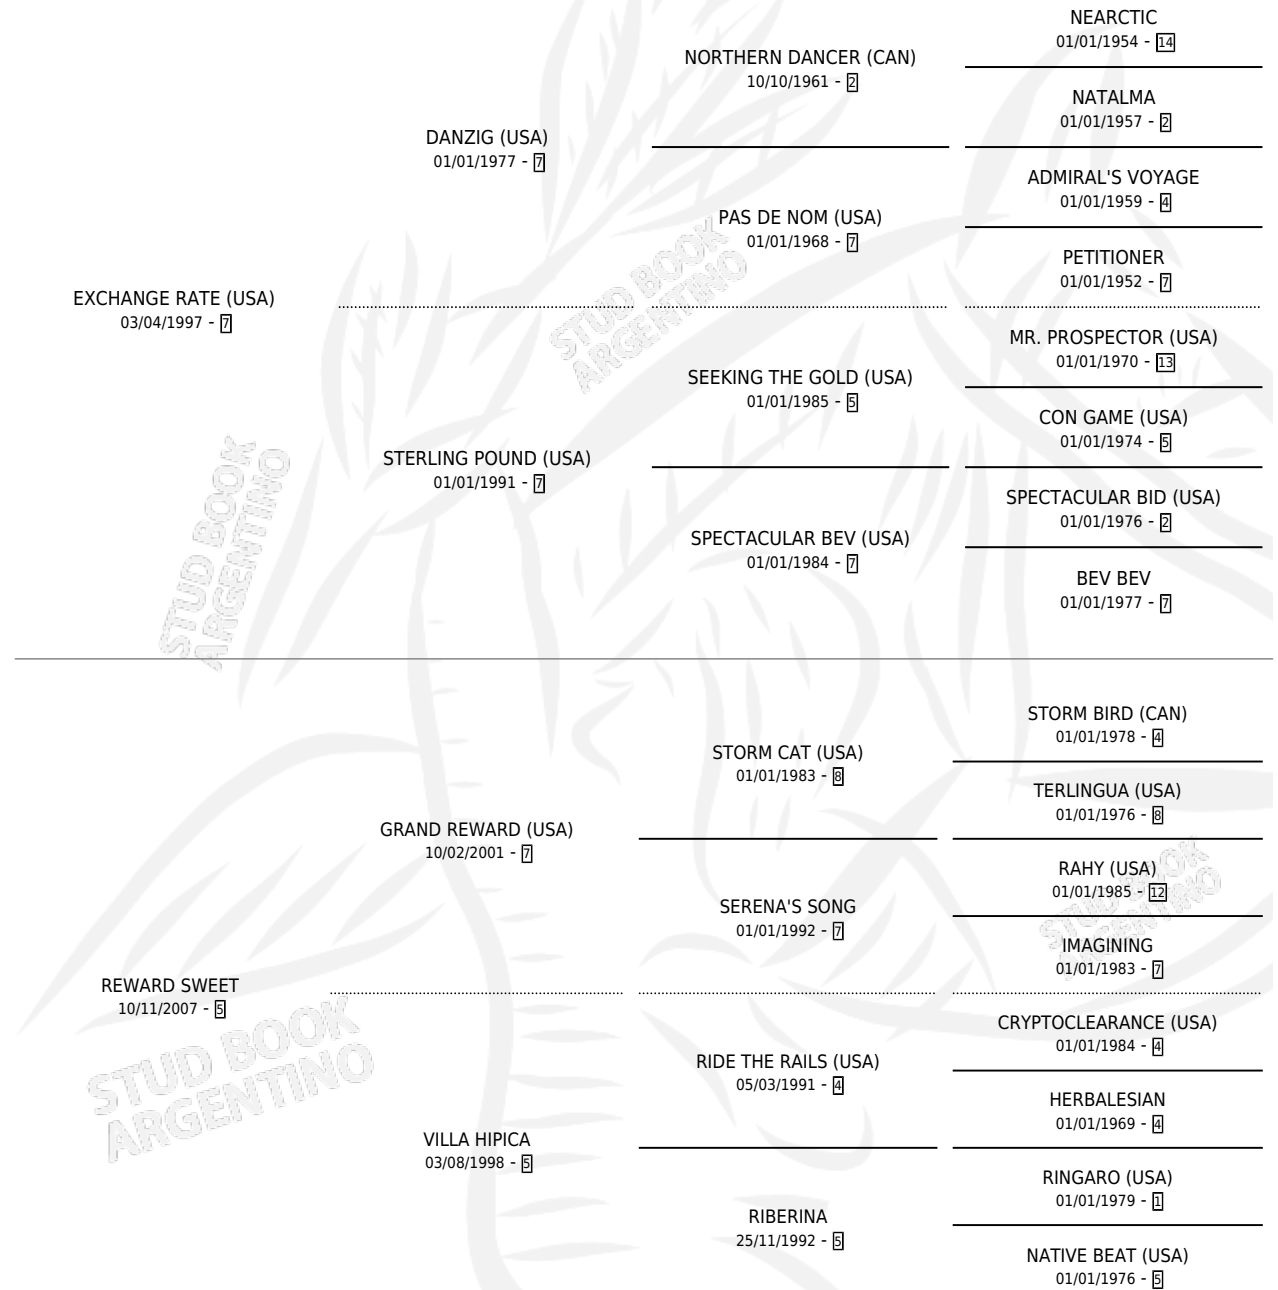 NEARCTIC
01/01/1954 - 14
NORTHERN DANCER (CAN)
10/10/1961 - 2
NATALMA
01/01/1957 - 2
DANZIG (USA)
01/01/1977 - 7
ADMIRAL'S VOYAGE
01/01/1959 - 4
PAS DE NOM (USA)
01/01/1968 - 7
PETITIONER
01/01/1952 - 7
EXCHANGE RATE (USA)
03/04/1997 - 7
MR. PROSPECTOR (USA)
01/01/1970 - 13
SEEKING THE GOLD (USA)
01/01/1985 - 5
CON GAME (USA)
01/01/1974 - 5
STERLING POUND (USA)
01/01/1991 - 7
SPECTACULAR BID (USA)
01/01/1976 - 2
SPECTACULAR BEV (USA)
01/01/1984 - 7
BEV BEV
01/01/1977 - 7
STORM BIRD (CAN)
01/01/1978 - 4
STORM CAT (USA)
01/01/1983 - 8
TERLINGUA (USA)
01/01/1976 - 8
GRAND REWARD (USA)
10/02/2001 - 7
RAHY (USA)
01/01/1985 - 12
SERENA'S SONG
01/01/1992 - 7
IMAGINING
01/01/1983 - 7
REWARD SWEET
10/11/2007 - 5
CRYPTOCLEARANCE (USA)
01/01/1984 - 4
RIDE THE RAILS (USA)
05/03/1991 - 4
HERBALESIAN
01/01/1969 - 4
VILLA HIPICA
03/08/1998 - 5
RINGARO (USA)
01/01/1979 - 1
RIBERINA
25/11/1992 - 5
NATIVE BEAT (USA)
01/01/1976 - 5
STUD BOOK
ARGENTINO
STUD BOOK
ARGENTINO
STUD BOOK
ARGENTINO
STUD BOOK
ARGENTINO